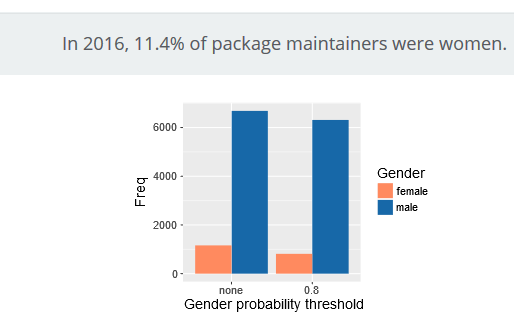 In 2016, 11.4% of package maintainers were women.
6000
4000
2000
0
Freq
none
0.8
Gender probability threshold
Gender
female
male